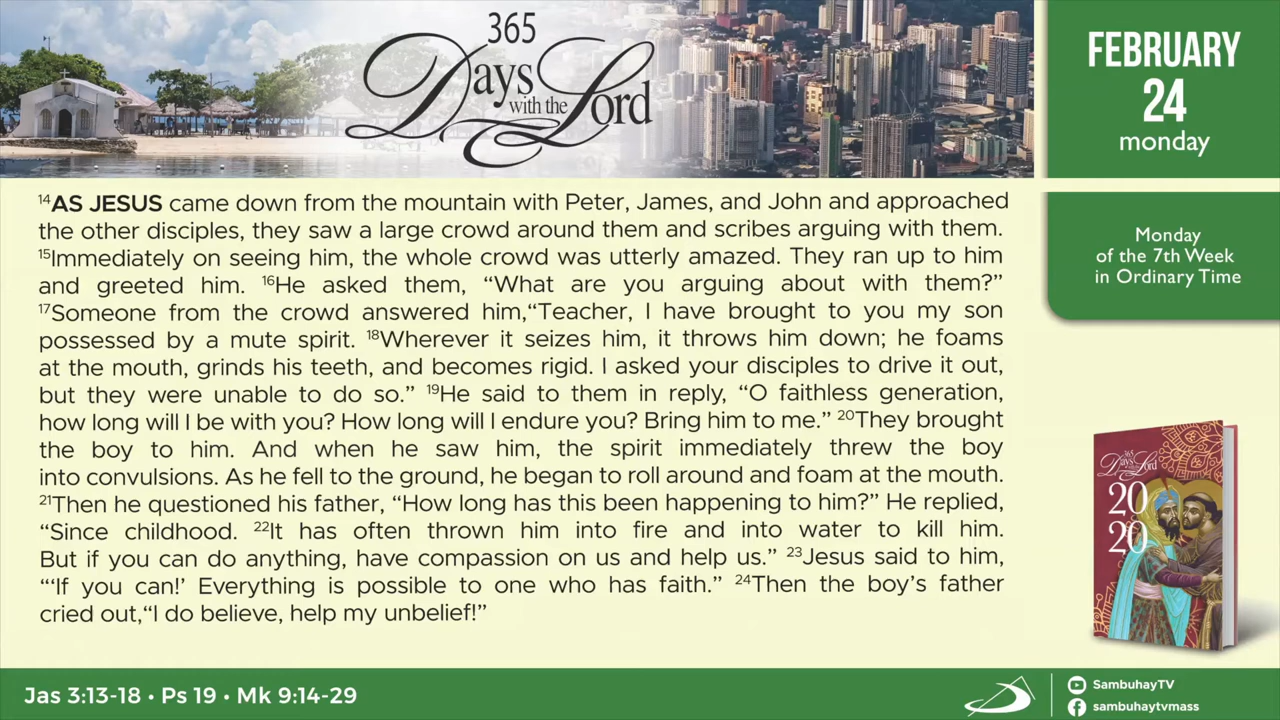 365
Days with the Lord
FEBRUARY
24
monday
Monday
of the 7th Week
in Ordinary Time
14AS JESUS came down from the mountain with Peter, James, and John and approached
the other disciples, they saw a large crowd around them and scribes arguing with them.
15Immediately on seeing him, the whole crowd was utterly amazed. They ran up to him
and greeted him. 16He asked them, “What are you arguing about with them?”
17Someone from the crowd answered him,“Teacher, I have brought to you my son
possessed by a mute spirit. 18Wherever it seizes him, it throws him down; he foams
at the mouth, grinds his teeth, and becomes rigid. I asked your disciples to drive it out,
but they were unable to do so.” 19He said to them in reply, “O faithless generation,
how long will I be with you? How long will I endure you? Bring him to me.” 20They brought
the boy to him. And when he saw him, the spirit immediately threw the boy
into convulsions. As he fell to the ground, he began to roll around and foam at the mouth.
21Then he questioned his father, “How long has this been happening to him?” He replied,
“Since childhood. 22It has often thrown him into fire and into water to kill him.
But if you can do anything, have compassion on us and help us.” 23Jesus said to him,
“‘If you can!’ Everything is possible to one who has faith.” 24Then the boy’s father
cried out,“I do believe, help my unbelief!”
365
Days with the Lord
20
20
Jas 3:13-18 • Ps 19 • Mk 9:14-29
SambuhayTV
sambuhaytvmass